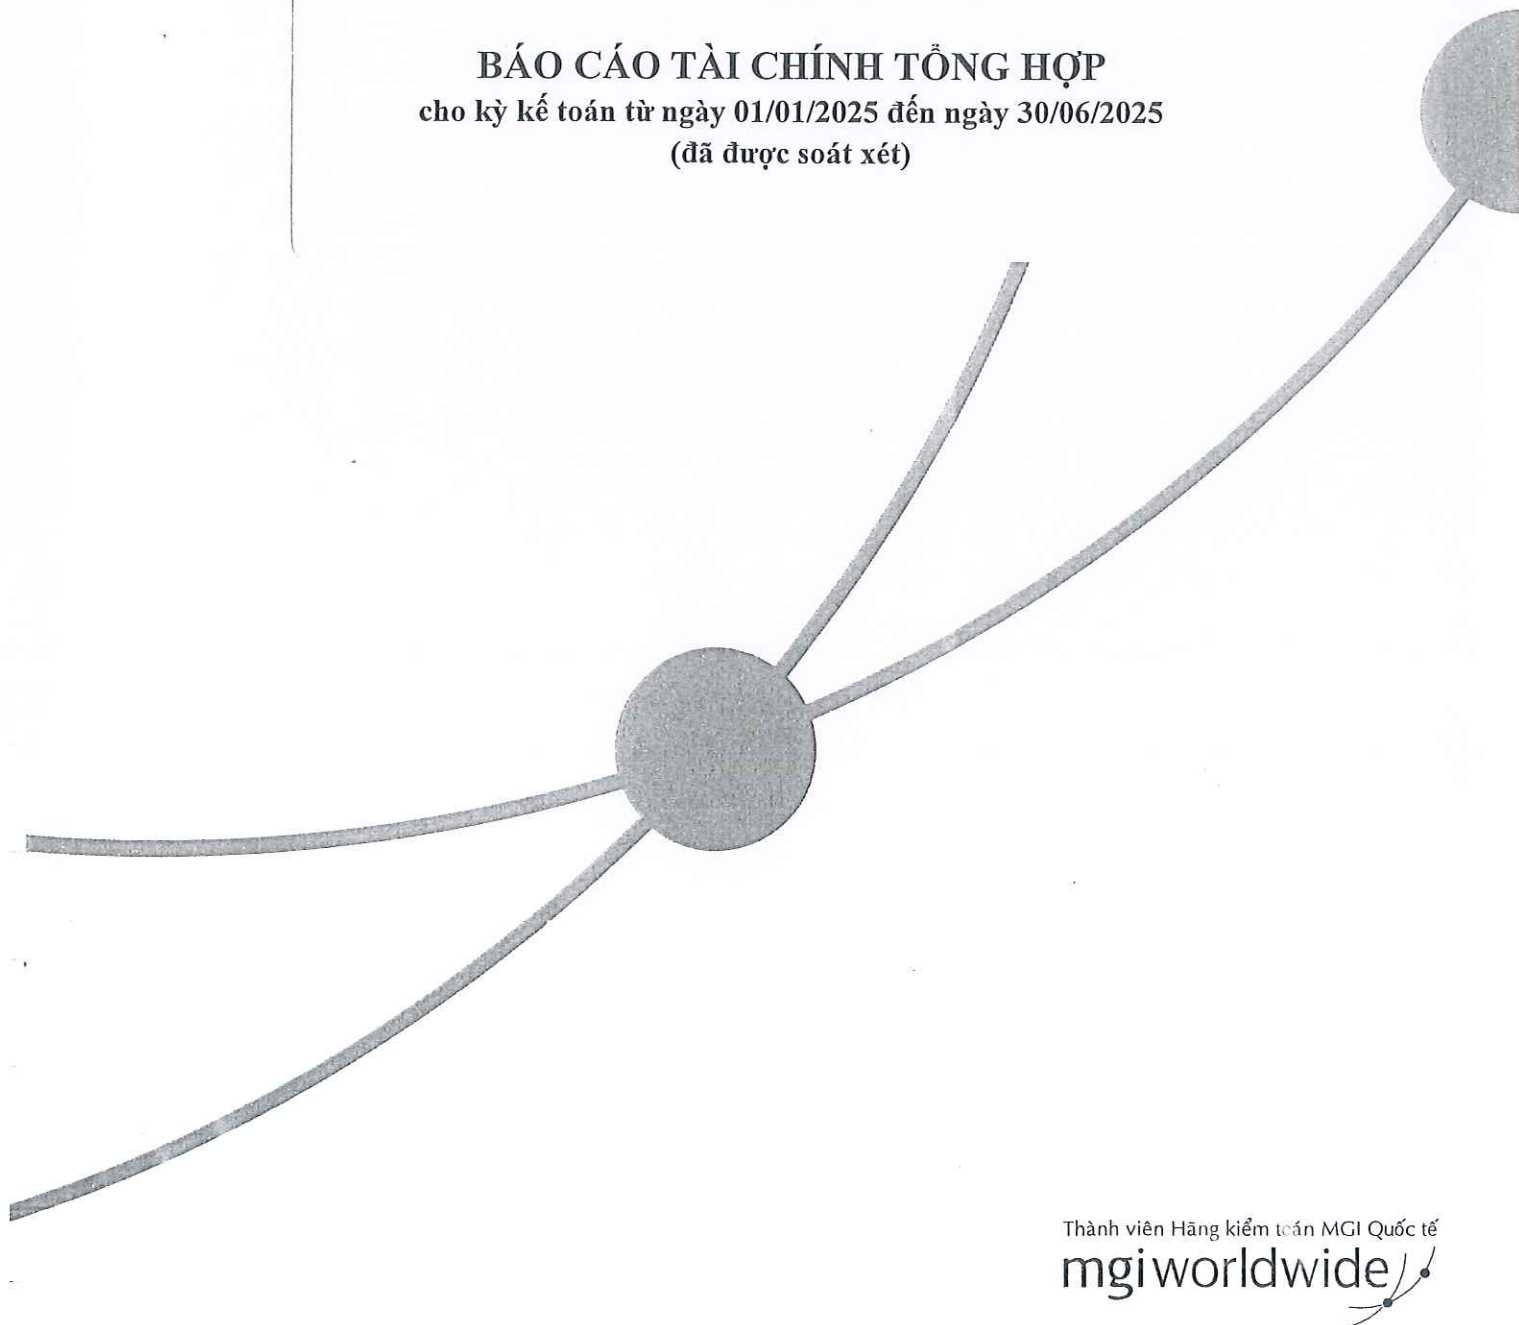 BÁO CÁO TÀI CHÍNH TỔNG HỢP
cho kỳ kế toán từ ngày 01/01/2025 đến ngày 30/06/2025
(đã được soát xét)
Thành viên Hãng kiểm toán MGI Quốc tế
mgiworldwide